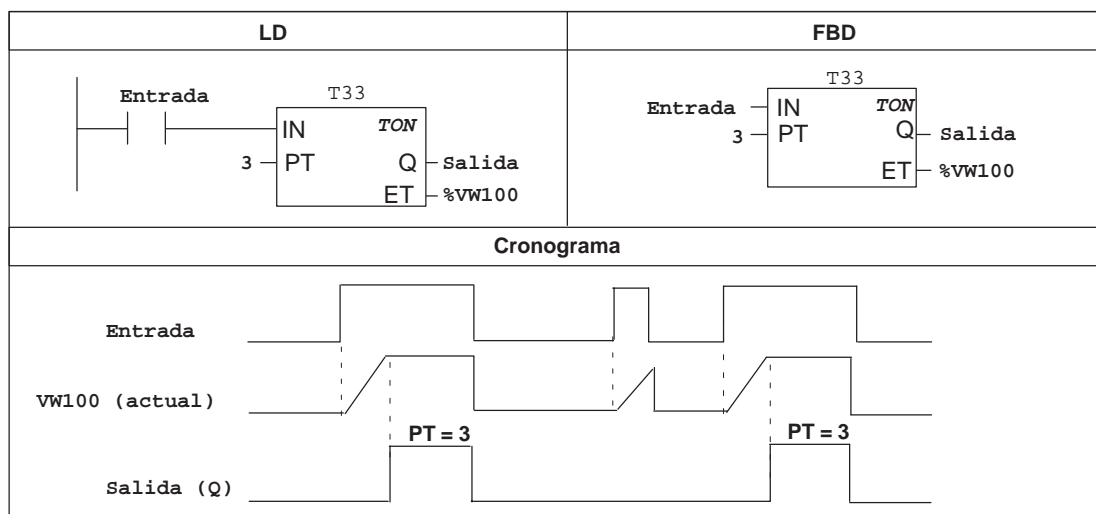 LD
FBD
Entrada
T33
IN TON
3 PT Q Salida
ET %VW100
T33
Entrada IN TON
3 PT Q Salida
ET %VW100
Cronograma
Entrada
VW100 (actual)
PT = 3
PT = 3
Salida (Q)